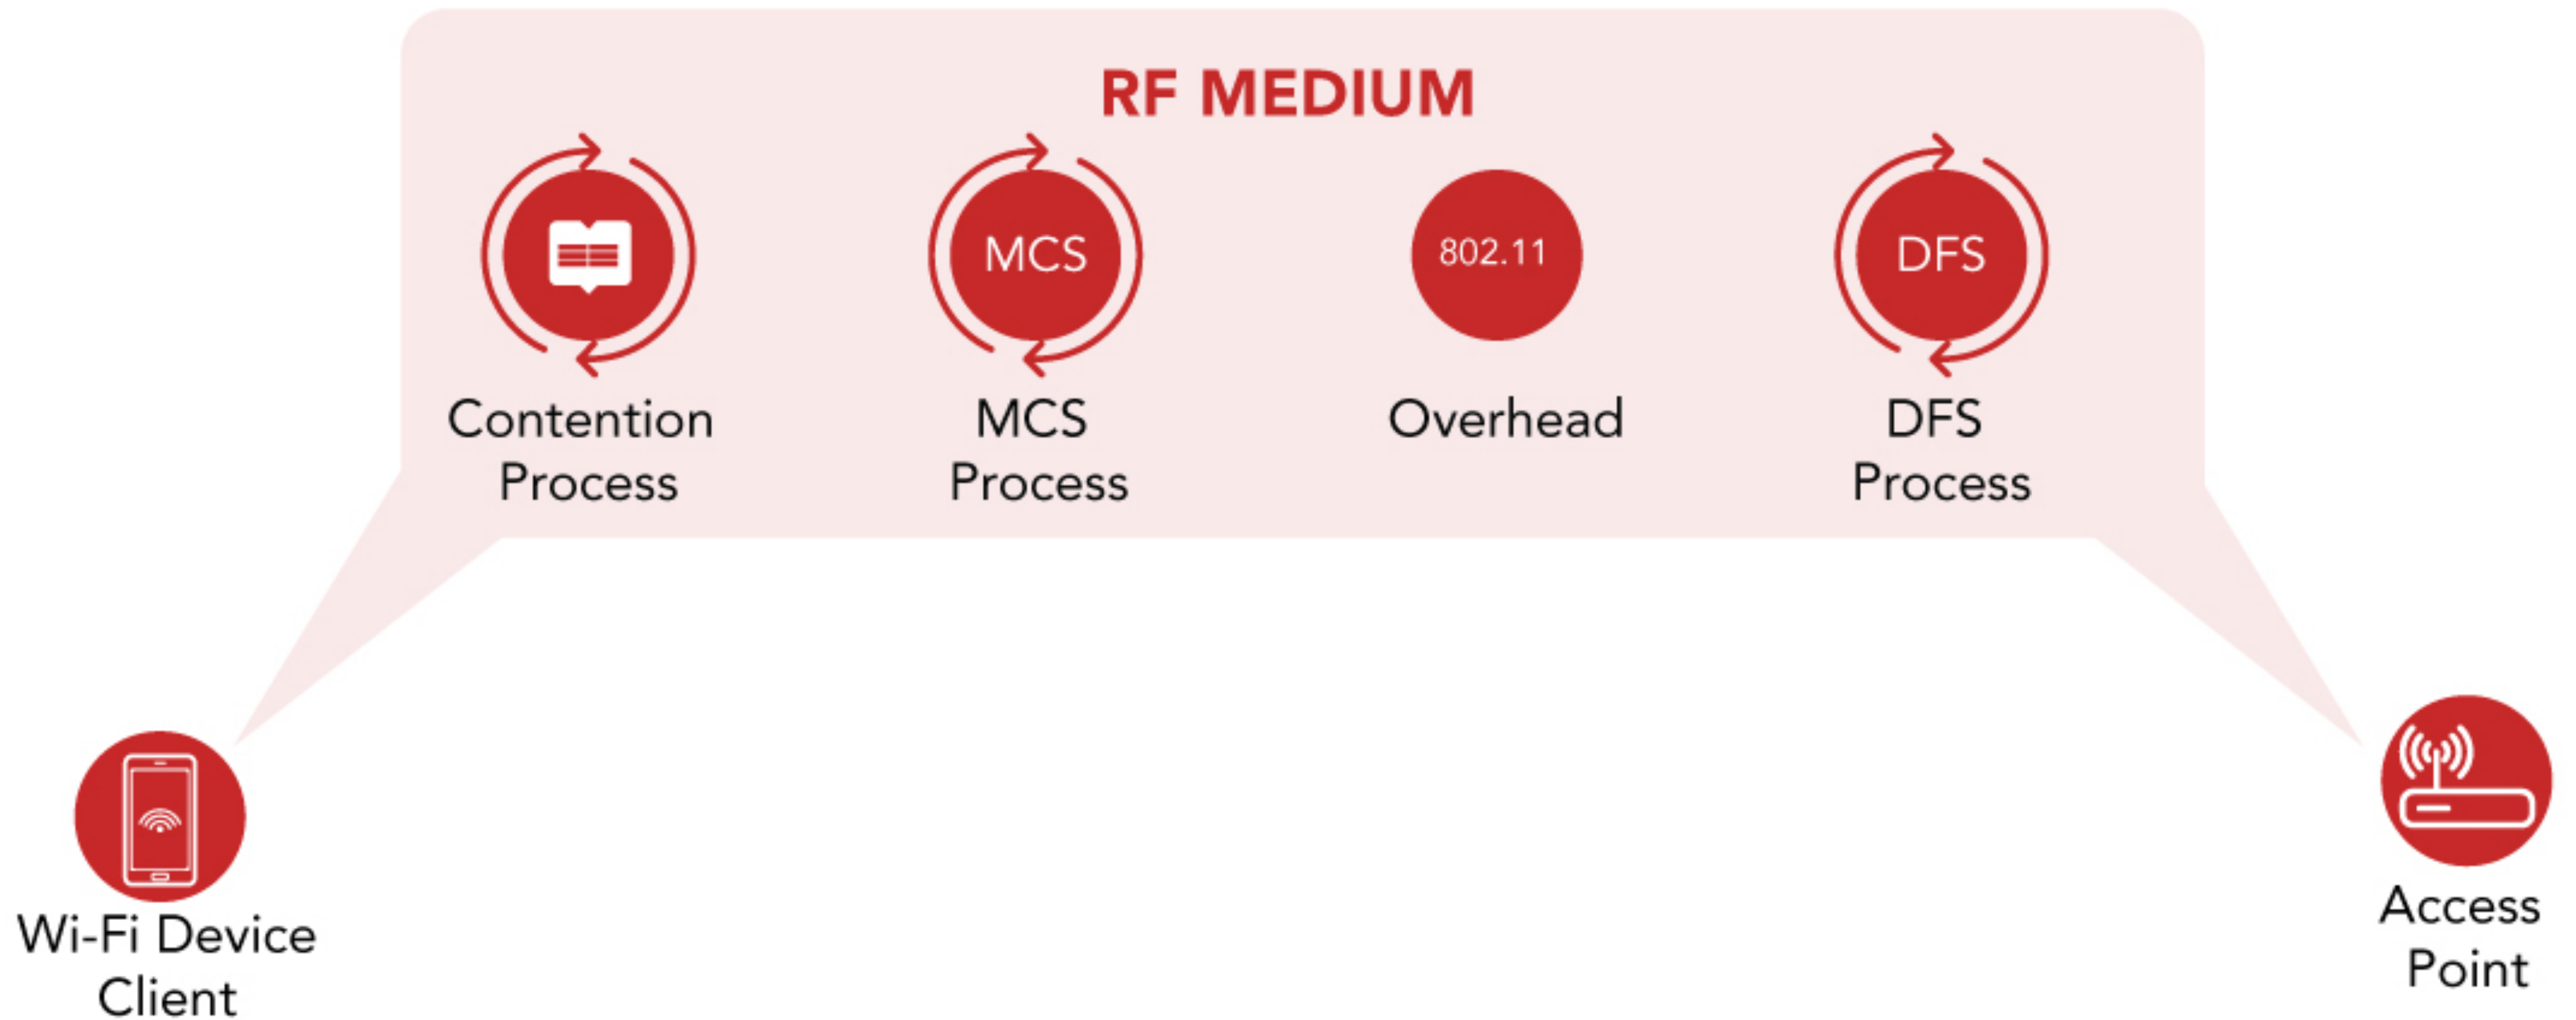 RF MEDIUM
MCS
802.11
DFS
Contention
Process
MCS
Process
Overhead
DFS
Process
Wi-Fi Device
Client
Access
Point